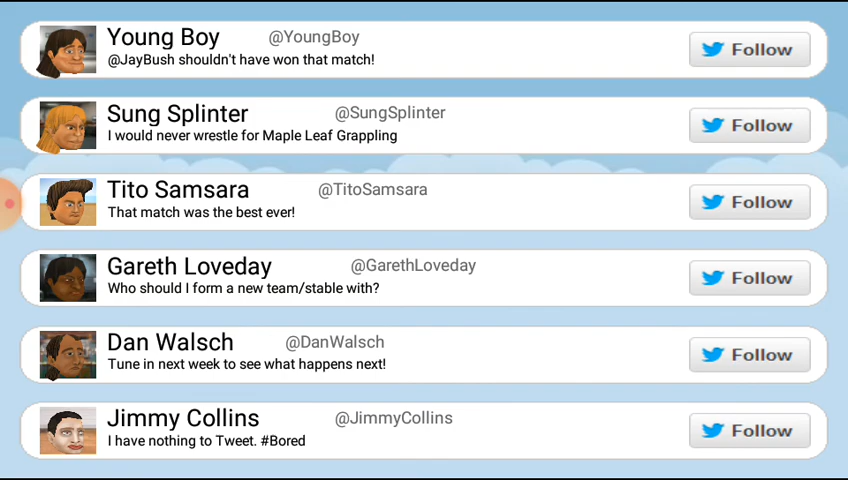 Young Boy @YoungBoy
@JayBush shouldn't have won that match!
Follow
Sung Splinter @SungSplinter
I would never wrestle for Maple Leaf Grappling
Follow
Tito Samsara @TitoSamsara
That match was the best ever!
Follow
Gareth Loveday @GarethLoveday
Who should I form a new team/stable with?
Follow
Dan Walsch @DanWalsch
Tune in next week to see what happens next!
Follow
Jimmy Collins @JimmyCollins
I have nothing to Tweet. #Bored
Follow